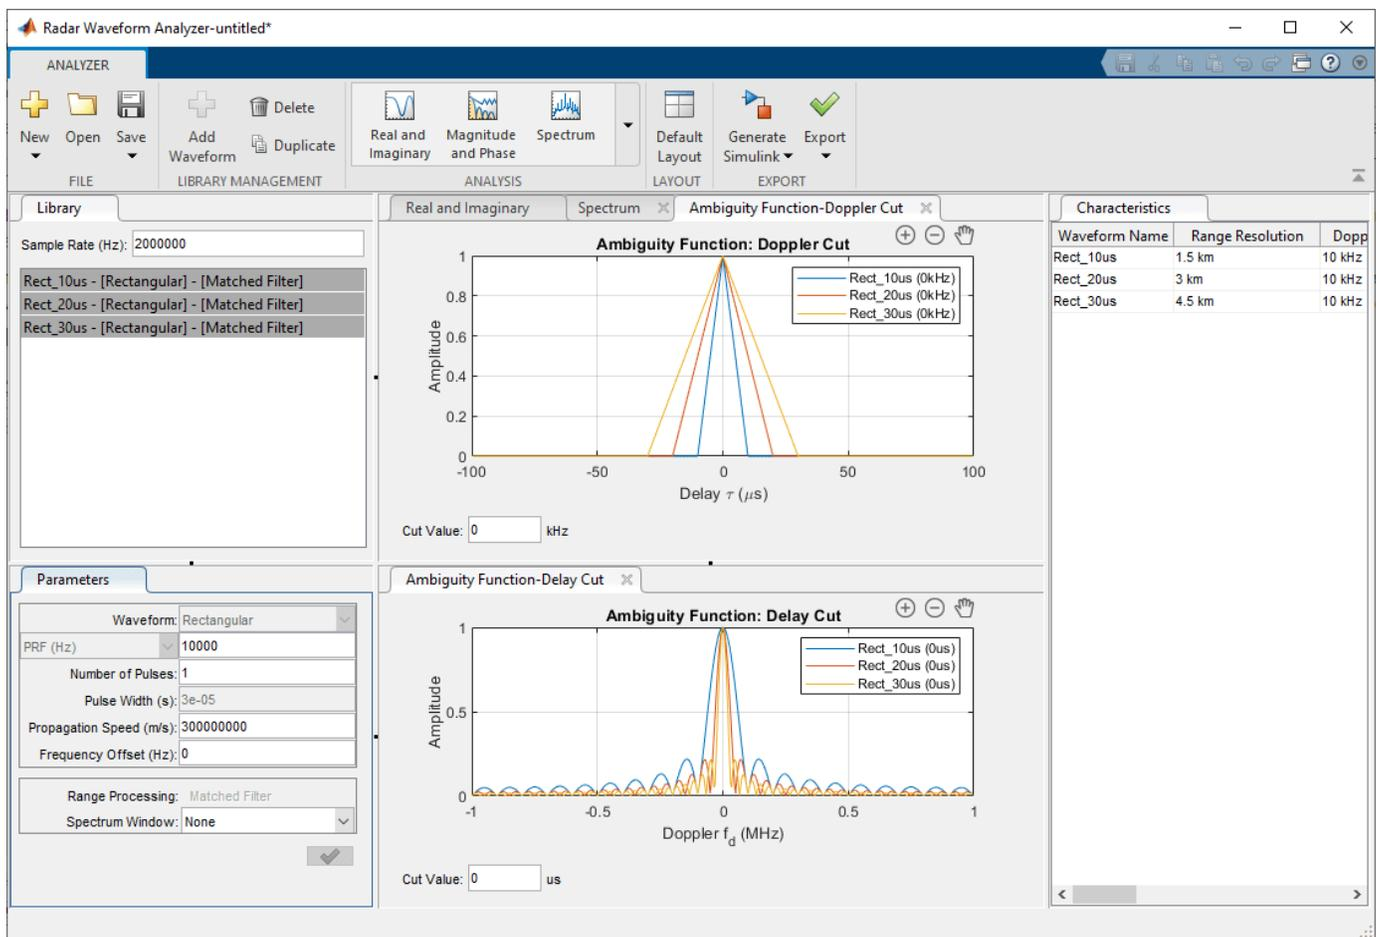 Radar Waveform Analyzer-untitled*
ANALYZER
New
Open
Save
FILE
Add Waveform
Delete
Duplicate
LIBRARY MANAGEMENT
Real and Imaginary
Magnitude and Phase
Spectrum
ANALYSIS
Default Layout
LAYOUT
Generate Simulink
Export
EXPORT
Library
Sample Rate (Hz): 2000000
Rect_10us - [Rectangular] - [Matched Filter]
Rect_20us - [Rectangular] - [Matched Filter]
Rect_30us - [Rectangular] - [Matched Filter]
Parameters
Waveform: Rectangular
PRF (Hz) 10000
Number of Pulses: 1
Pulse Width (s): 3e-05
Propagation Speed (m/s): 300000000
Frequency Offset (Hz): 0
Range Processing: Matched Filter
Spectrum Window: None
Real and Imaginary
Spectrum
Ambiguity Function-Doppler Cut
Ambiguity Function: Doppler Cut
Amplitude
1
0.8
0.6
0.4
0.2
0
Rect_10us (0kHz)
Rect_20us (0kHz)
Rect_30us (0kHz)
-100 -50 0 50 100
Delay τ (μs)
Cut Value: 0 kHz
Ambiguity Function-Delay Cut
Ambiguity Function: Delay Cut
Amplitude
1
0.5
0
Rect_10us (0us)
Rect_20us (0us)
Rect_30us (0us)
-1 -0.5 0 0.5 1
Doppler f_d (MHz)
Cut Value: 0 us
Characteristics
Waveform Name Range Resolution Dopp
Rect_10us 1.5 km 10 kHz
Rect_20us 3 km 10 kHz
Rect_30us 4.5 km 10 kHz